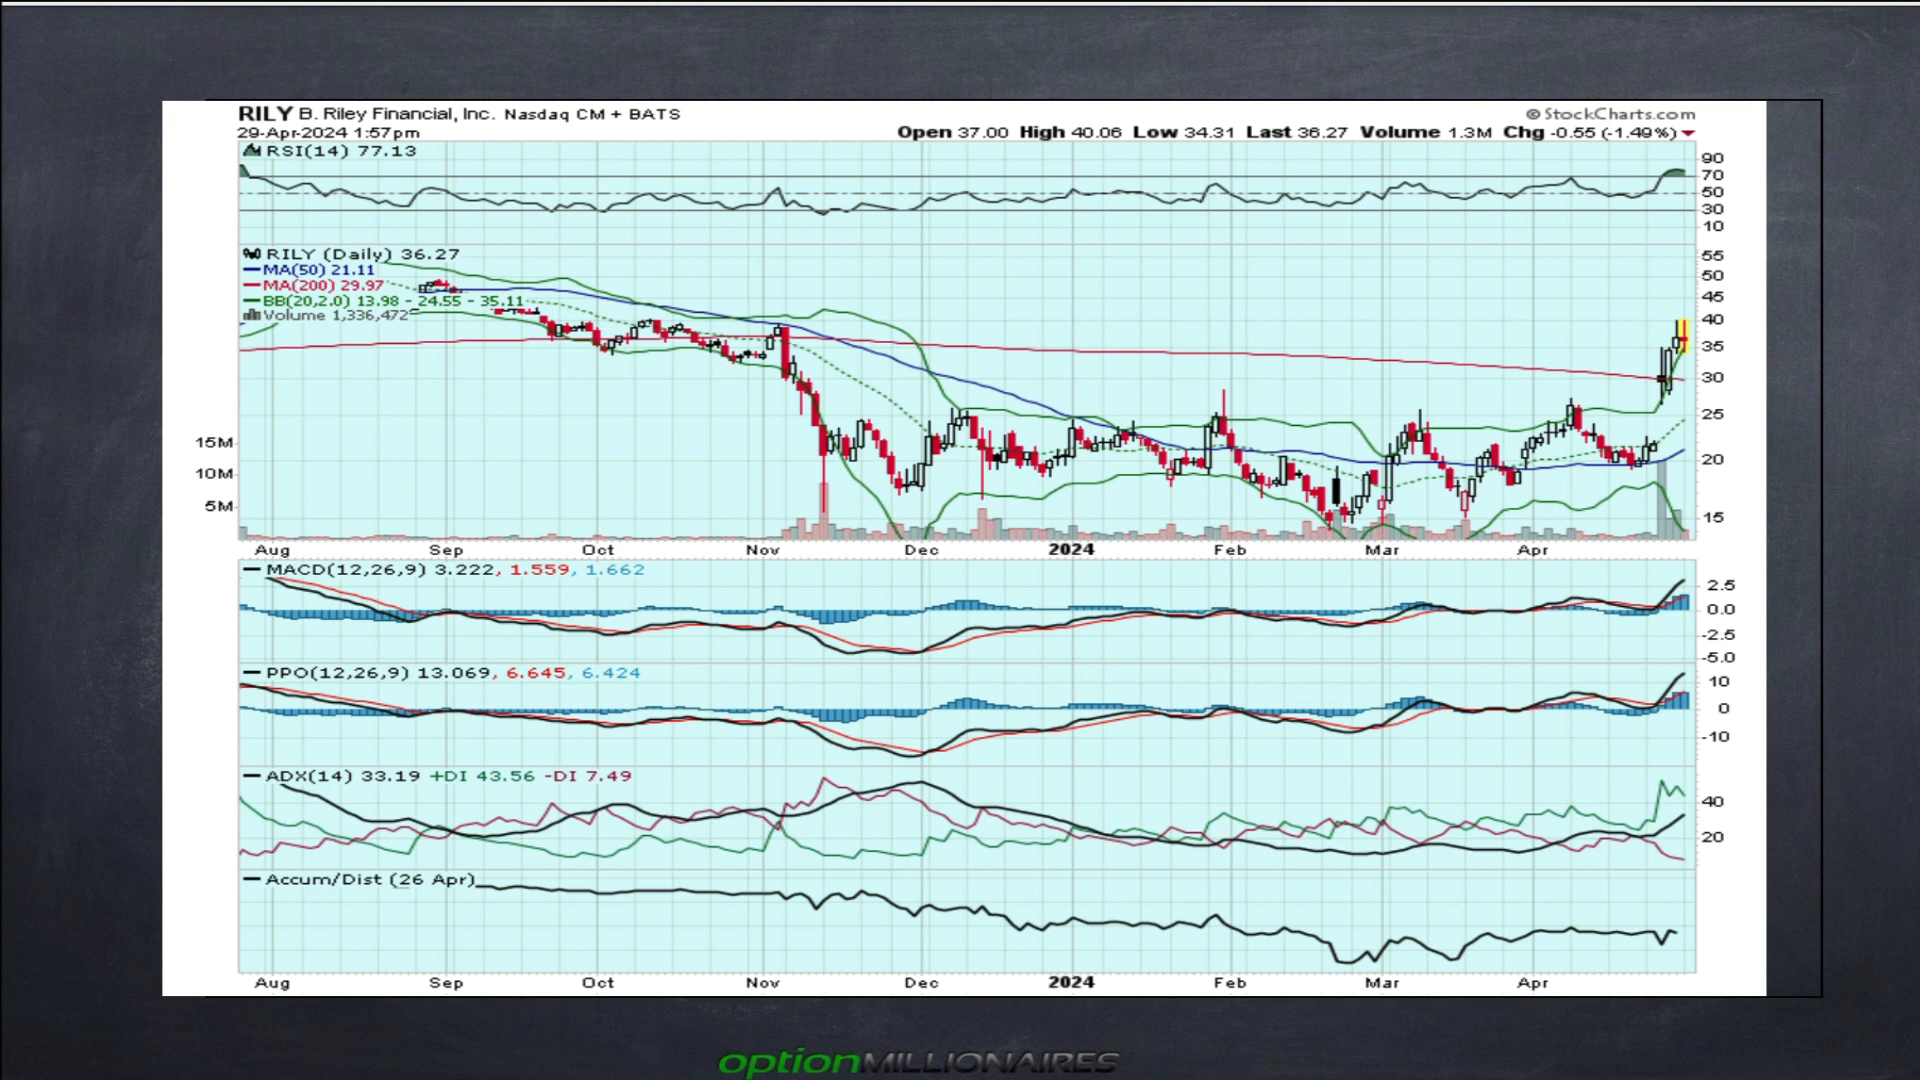 RILY B. Riley Financial, Inc. Nasdaq CM + BATS
© StockCharts.com
29-Apr-2024 1:57pm
Open 37.00 High 40.06 Low 34.31 Last 36.27 Volume 1.3M Chg -0.55 (-1.49%)
RSI(14) 77.13
90
70
50
30
10
RILY (Daily) 36.27
MA(50) 21.11
MA(200) 29.97
BB(20,2.0) 13.98 - 24.55 - 35.11
Volume 1,336,472
55
50
45
40
35
30
25
20
15
15M
10M
5M
Aug Sep Oct Nov Dec 2024 Feb Mar Apr
MACD(12,26,9) 3.222, 1.559, 1.662
2.5
0.0
-2.5
-5.0
PPO(12,26,9) 13.069, 6.645, 6.424
10
0
-10
ADX(14) 33.19 +DI 43.56 -DI 7.49
40
20
Accum/Dist (26 Apr)
Aug Sep Oct Nov Dec 2024 Feb Mar Apr
optionMILLIONAIRES